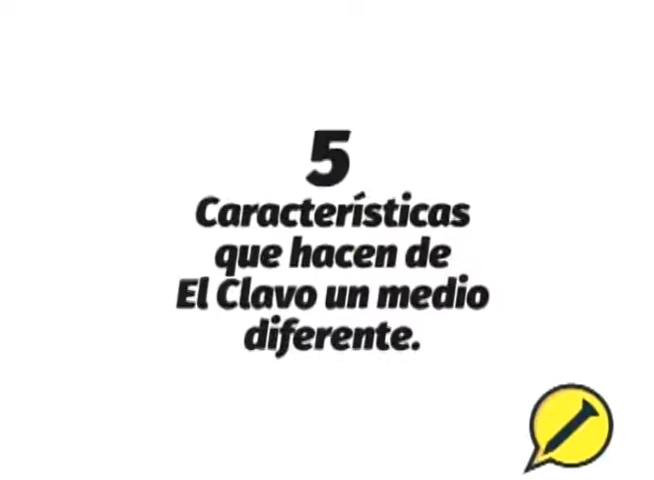 5
Características
que hacen de
El Clavo un medio
diferente.